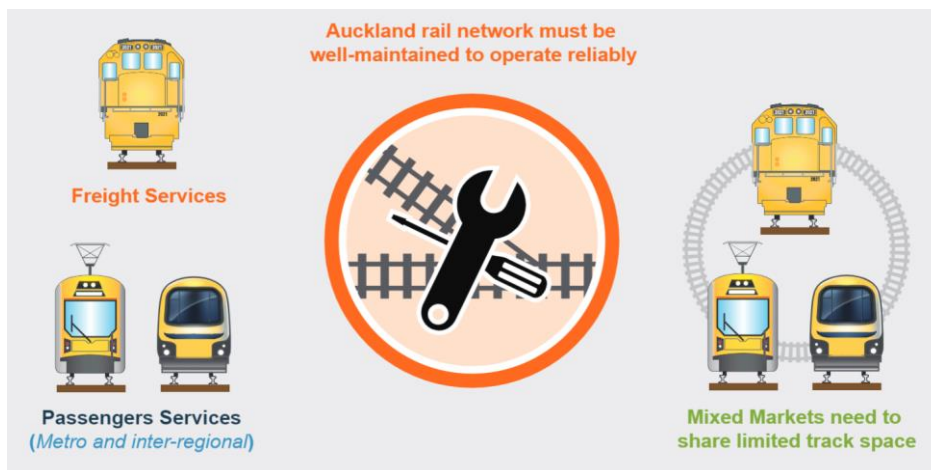 Auckland rail network must be
well-maintained to operate reliably
Freight Services
Passengers Services
(Metro and inter-regional)
Mixed Markets need to
share limited track space